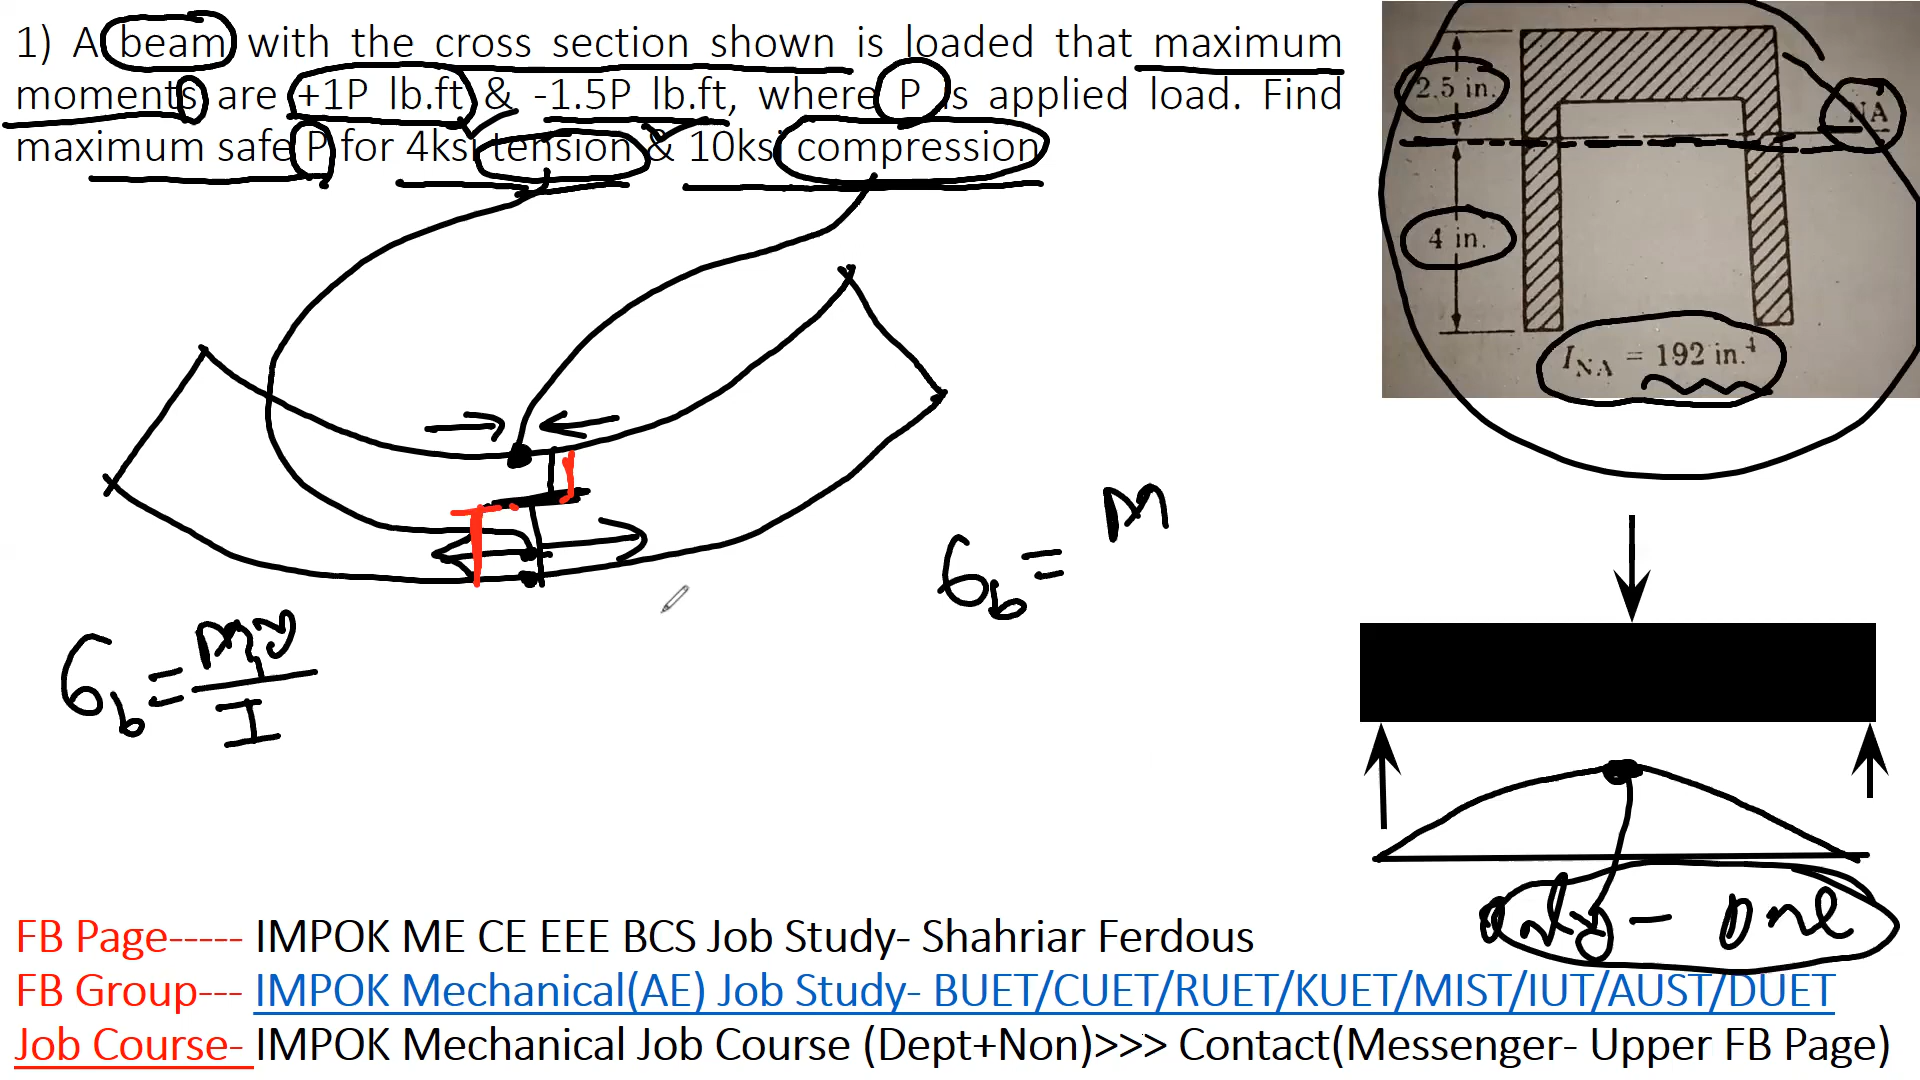 1) A beam with the cross section shown is loaded that maximum
moments are +1P lb.ft & -1.5P lb.ft, where P is applied load. Find
maximum safe P for 4ksi tension & 10ksi compression
2.5 in.
NA
4 in.
I_NA = 192 in.⁴
σb = M
σb = My/I
only - one
FB Page----- IMPOK ME CE EEE BCS Job Study- Shahriar Ferdous
FB Group--- IMPOK Mechanical(AE) Job Study- BUET/CUET/RUET/KUET/MIST/IUT/AUST/DUET
Job Course- IMPOK Mechanical Job Course (Dept+Non)>>> Contact(Messenger- Upper FB Page)